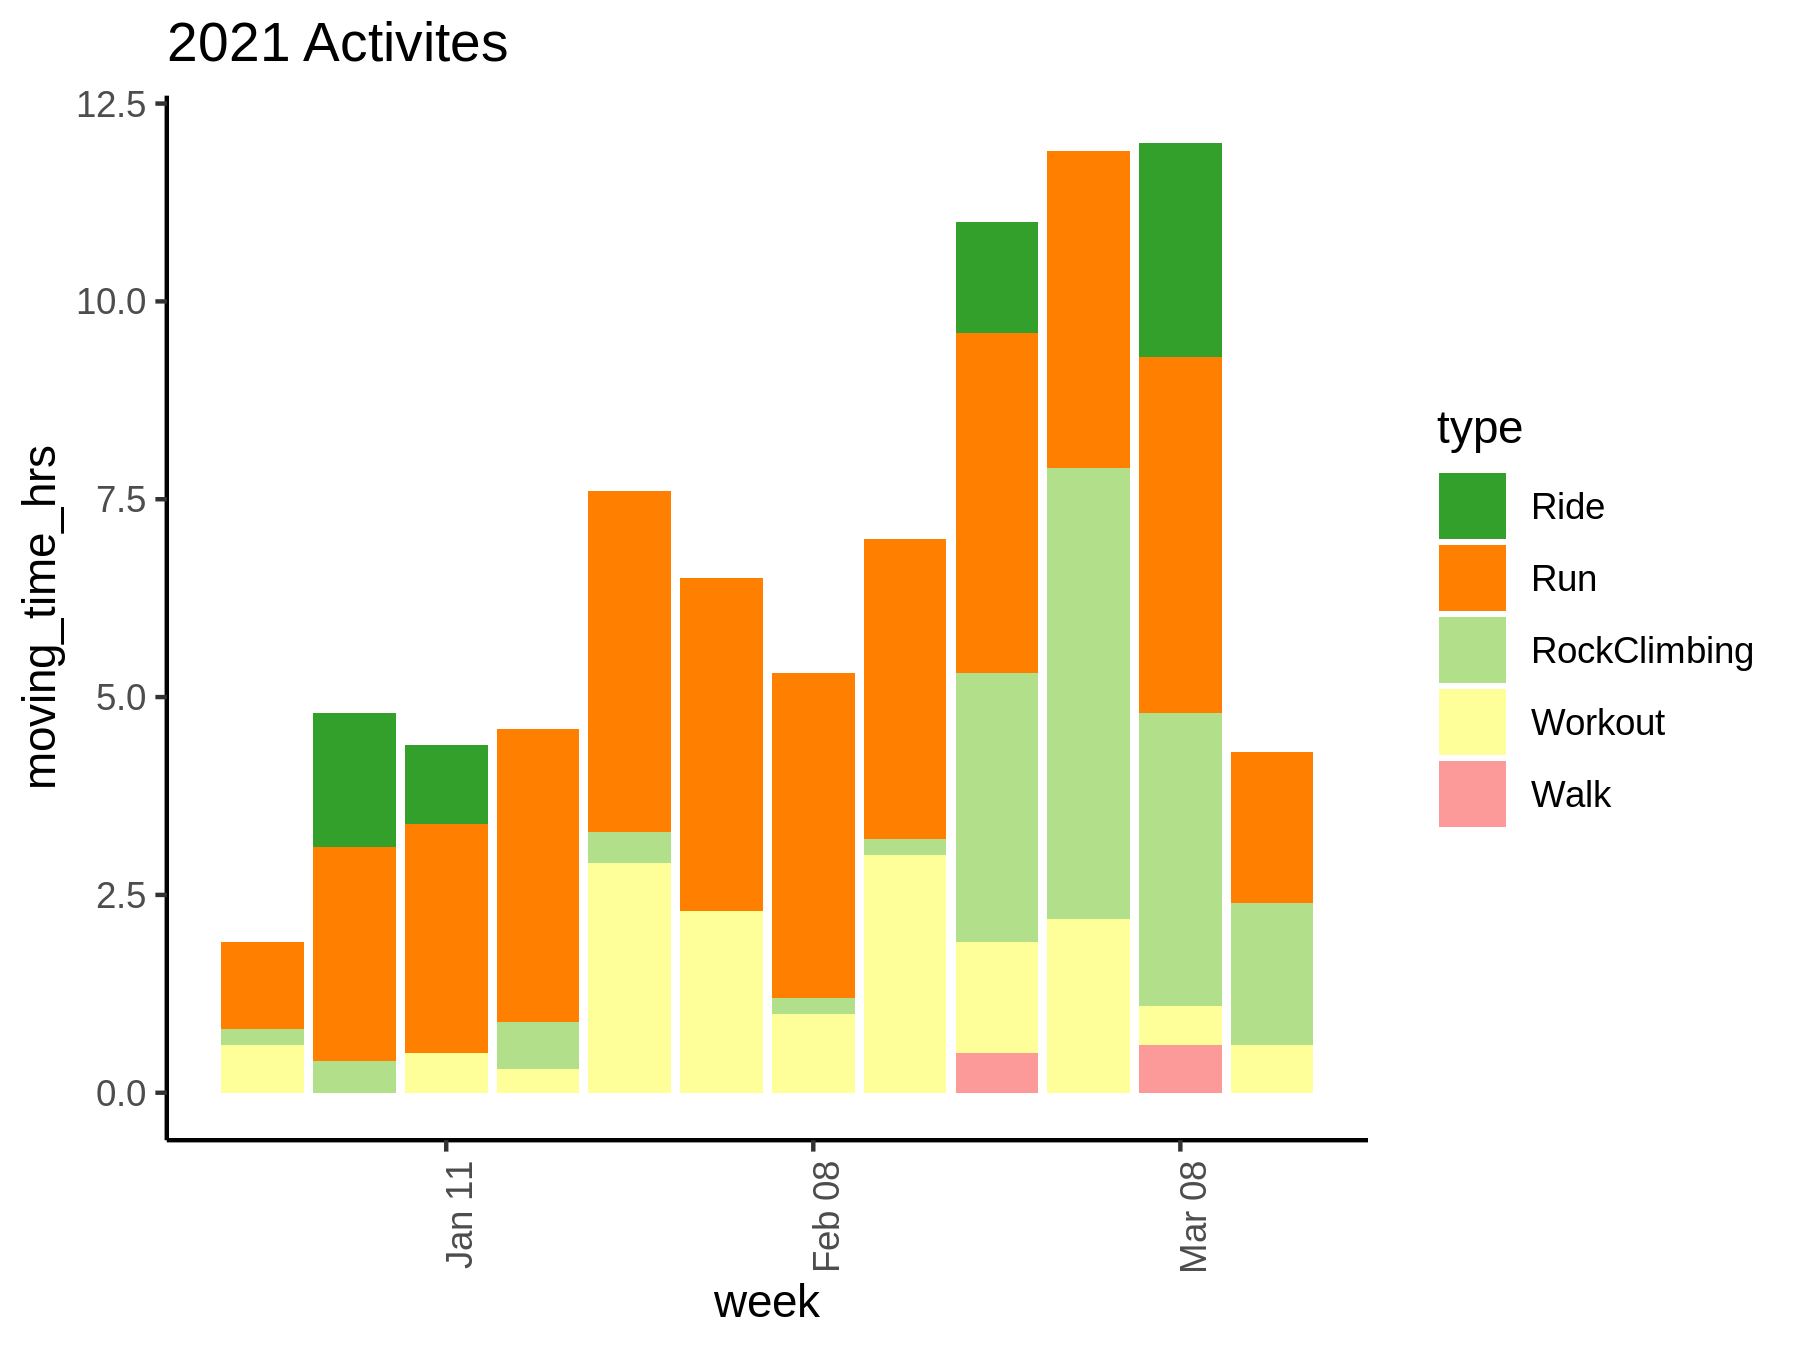 2021 Activites
12.5
10.0
7.5
5.0
2.5
0.0
moving_time_hrs
Jan 11
Feb 08
Mar 08
week
type
Ride
Run
RockClimbing
Workout
Walk